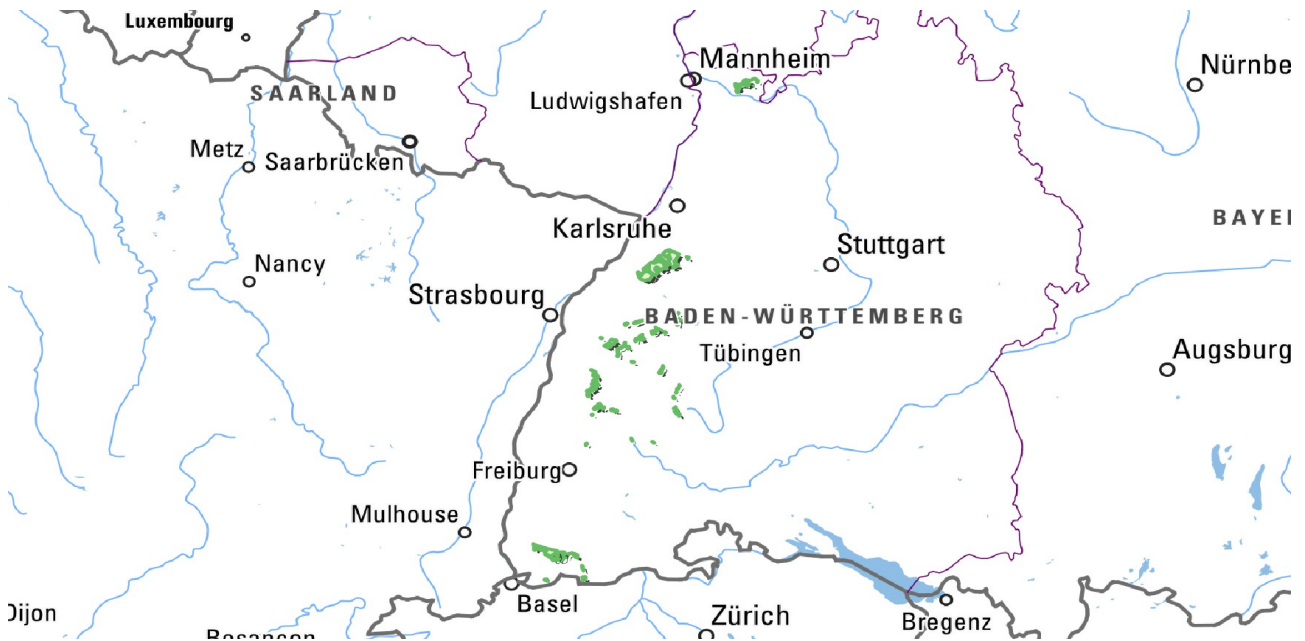 Luxembourg
Mannheim
Nürnbe
SAARLAND
Ludwigshafen
Metz
Saarbrücken
Karlsruhe
BAYE
Stuttgart
Nancy
Strasbourg
BADEN-WÜRTTEMBERG
Tübingen
Augsburg
Freiburg
Mulhouse
Basel
Dijon
Zürich
Bregenz
Besançon